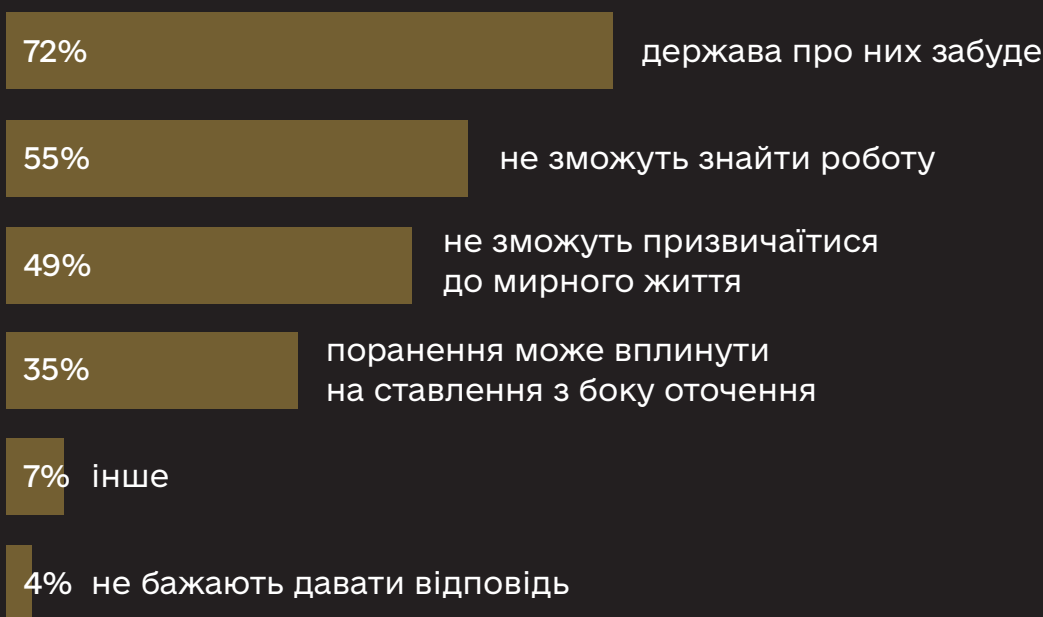 72% держава про них забуде
55% не зможуть знайти роботу
49% не зможуть призвичаїтися
до мирного життя
35% поранення може вплинути
на ставлення з боку оточення
7% інше
4% не бажають давати відповідь